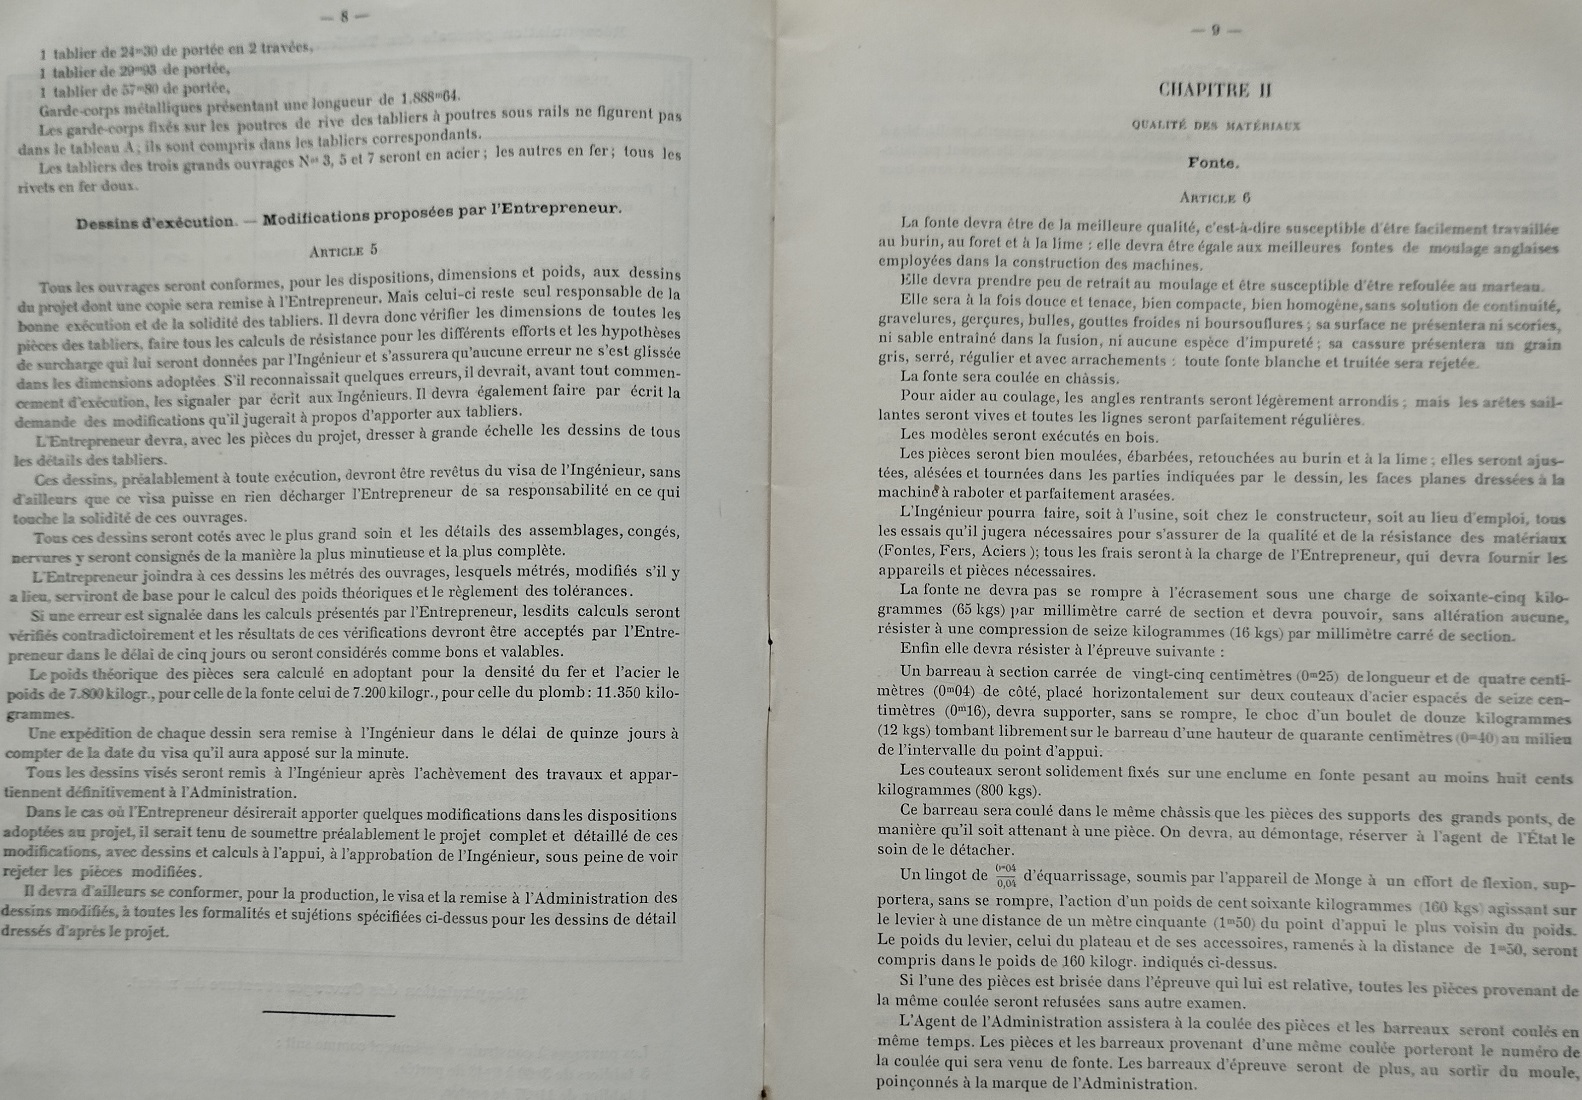 — 8 —
1 tablier de 24ᵐ30 de portée en 2 travées,
1 tablier de 29ᵐ93 de portée,
1 tablier de 57ᵐ80 de portée,
Garde-corps métalliques présentant une longueur de 1.888ᵐ64.
Les garde-corps fixés sur les poutres de rive des tabliers à poutres sous rails ne figurent pas
dans le tableau A; ils sont compris dans les tabliers correspondants.
Les tabliers des trois grands ouvrages Nᵒˢ 3, 5 et 7 seront en acier; les autres en fer; tous les
rivets en fer doux.
Dessins d'exécution. — Modifications proposées par l'Entrepreneur.
ARTICLE 5
Tous les ouvrages seront conformes, pour les dispositions, dimensions et poids, aux dessins
du projet dont une copie sera remise à l'Entrepreneur. Mais celui-ci reste seul responsable de la
bonne exécution et de la solidité des tabliers. Il devra donc vérifier les dimensions de toutes les
pièces des tabliers, faire tous les calculs de résistance pour les différents efforts et les hypothèses
de surcharge qui lui seront données par l'Ingénieur et s'assurera qu'aucune erreur ne s'est glissée
dans les dimensions adoptées. S'il reconnaissait quelques erreurs, il devrait, avant tout commen-
cement d'exécution, les signaler par écrit aux Ingénieurs. Il devra également faire par écrit la
demande des modifications qu'il jugerait à propos d'apporter aux tabliers.
L'Entrepreneur devra, avec les pièces du projet, dresser à grande échelle les dessins de tous
les détails des tabliers.
Ces dessins, préalablement à toute exécution, devront être revêtus du visa de l'Ingénieur, sans
d'ailleurs que ce visa puisse en rien décharger l'Entrepreneur de sa responsabilité en ce qui
touche la solidité de ces ouvrages.
Tous ces dessins seront cotés avec le plus grand soin et les détails des assemblages, congés,
nervures y seront consignés de la manière la plus minutieuse et la plus complète.
L'Entrepreneur joindra à ces dessins les métrés des ouvrages, lesquels métrés, modifiés s'il y
a lieu, serviront de base pour le calcul des poids théoriques et le règlement des tolérances.
Si une erreur est signalée dans les calculs présentés par l'Entrepreneur, lesdits calculs seront
vérifiés contradictoirement et les résultats de ces vérifications devront être acceptés par l'Entre-
preneur dans le délai de cinq jours ou seront considérés comme bons et valables.
Le poids théorique des pièces sera calculé en adoptant pour la densité du fer et l'acier le
poids de 7.800 kilogr., pour celle de la fonte celui de 7.200 kilogr., pour celle du plomb: 11.350 kilo-
grammes.
Une expédition de chaque dessin sera remise à l'Ingénieur dans le délai de quinze jours à
compter de la date du visa qu'il aura apposé sur la minute.
Tous les dessins visés seront remis à l'Ingénieur après l'achèvement des travaux et appar-
tiennent définitivement à l'Administration.
Dans le cas où l'Entrepreneur désirerait apporter quelques modifications dans les dispositions
adoptées au projet, il serait tenu de soumettre préalablement le projet complet et détaillé de ces
modifications, avec dessins et calculs à l'appui, à l'approbation de l'Ingénieur, sous peine de voir
rejeter les pièces modifiées.
Il devra d'ailleurs se conformer, pour la production, le visa et la remise à l'Administration des
dessins modifiés, à toutes les formalités et sujétions spécifiées ci-dessus pour les dessins de détail
dressés d'après le projet.
— 9 —
CHAPITRE II
QUALITÉ DES MATÉRIAUX
Fonte.
ARTICLE 6
La fonte devra être de la meilleure qualité, c'est-à-dire susceptible d'être facilement travaillée
au burin, au foret et à la lime; elle devra être égale aux meilleures fontes de moulage anglaises
employées dans la construction des machines.
Elle devra prendre peu de retrait au moulage et être susceptible d'être refoulée au marteau.
Elle sera à la fois douce et tenace, bien compacte, bien homogène, sans solution de continuité,
gravelures, gerçures, bulles, gouttes froides ni boursouflures; sa surface ne présentera ni scories,
ni sable entraîné dans la fusion, ni aucune espèce d'impureté; sa cassure présentera un grain
gris, serré, régulier et avec arrachements; toute fonte blanche et truitée sera rejetée.
La fonte sera coulée en châssis.
Pour aider au coulage, les angles rentrants seront légèrement arrondis; mais les arêtes sail-
lantes seront vives et toutes les lignes seront parfaitement régulières.
Les modèles seront exécutés en bois.
Les pièces seront bien moulées, ébarbées, retouchées au burin et à la lime; elles seront ajus-
tées, alésées et tournées dans les parties indiquées par le dessin, les faces planes dressées à la
machine à raboter et parfaitement arasées.
L'Ingénieur pourra faire, soit à l'usine, soit chez le constructeur, soit au lieu d'emploi, tous
les essais qu'il jugera nécessaires pour s'assurer de la qualité et de la résistance des matériaux
(Fontes, Fers, Aciers); tous les frais seront à la charge de l'Entrepreneur, qui devra fournir les
appareils et pièces nécessaires.
La fonte ne devra pas se rompre à l'écrasement sous une charge de soixante-cinq kilo-
grammes (65 kgs) par millimètre carré de section et devra pouvoir, sans altération aucune,
résister à une compression de seize kilogrammes (16 kgs) par millimètre carré de section.
Enfin elle devra résister à l'épreuve suivante :
Un barreau à section carrée de vingt-cinq centimètres (0ᵐ25) de longueur et de quatre centi-
mètres (0ᵐ04) de côté, placé horizontalement sur deux couteaux d'acier espacés de seize cen-
timètres (0ᵐ16), devra supporter, sans se rompre, le choc d'un boulet de douze kilogrammes
(12 kgs) tombant librement sur le barreau d'une hauteur de quarante centimètres (0ᵐ40) au milieu
de l'intervalle du point d'appui.
Les couteaux seront solidement fixés sur une enclume en fonte pesant au moins huit cents
kilogrammes (800 kgs).
Ce barreau sera coulé dans le même châssis que les pièces des supports des grands ponts, de
manière qu'il soit attenant à une pièce. On devra, au démontage, réserver à l'agent de l'État le
soin de le détacher.
Un lingot de 0ᵐ04/0,04 d'équarrissage, soumis par l'appareil de Monge à un effort de flexion, sup-
portera, sans se rompre, l'action d'un poids de cent soixante kilogrammes (160 kgs) agissant sur
le levier à une distance de un mètre cinquante (1ᵐ50) du point d'appui le plus voisin du poids.
Le poids du levier, celui du plateau et de ses accessoires, ramenés à la distance de 1ᵐ50, seront
compris dans le poids de 160 kilogr. indiqués ci-dessus.
Si l'une des pièces est brisée dans l'épreuve qui lui est relative, toutes les pièces provenant de
la même coulée seront refusées sans autre examen.
L'Agent de l'Administration assistera à la coulée des pièces et les barreaux seront coulés en
même temps. Les pièces et les barreaux provenant d'une même coulée porteront le numéro de
la coulée qui sera venu de fonte. Les barreaux d'épreuve seront de plus, au sortir du moule,
poinçonnés à la marque de l'Administration.